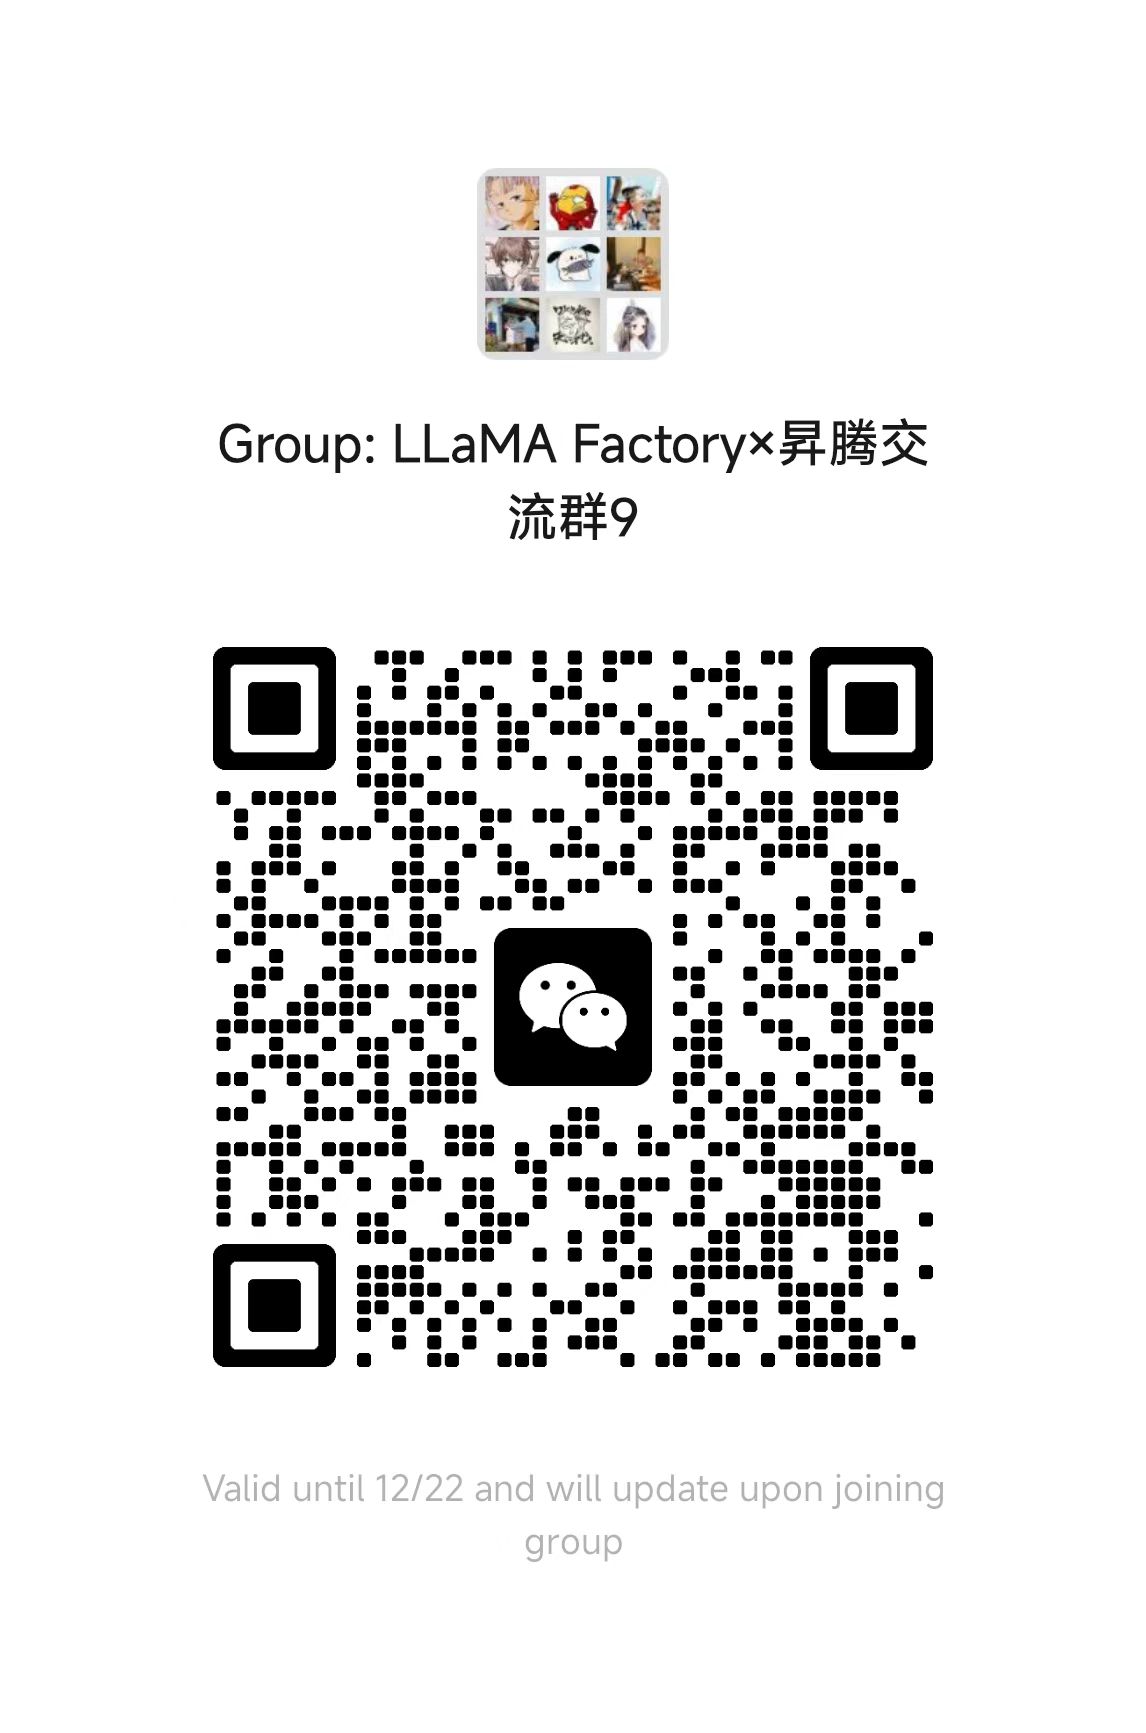 Group: LLaMA Factory×昇腾交
流群9
Valid until 12/22 and will update upon joining
group